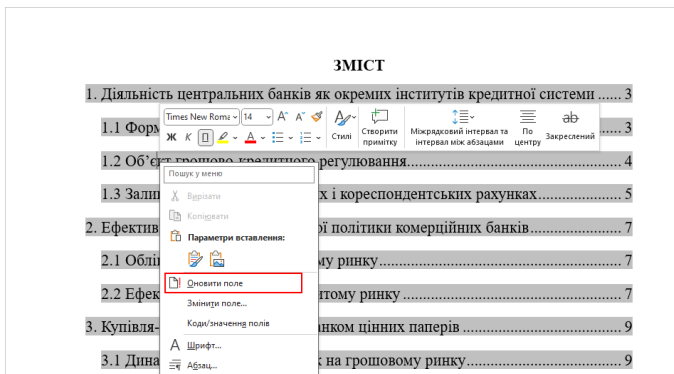 ЗМІСТ
1. Діяльність центральних банків як окремих інститутів кредитної системи ...... 3
Times New Roma 14 А А
Ж К А Стилі Створити примітку Міжрядковий інтервал та інтервал між абзацами По центру ab Закреслений
1.1 Форм 3
1.2 Об’єкт грошово-кредитного регулювання 4
Пошук у меню
Вирізати
1.3 Зали х і кореспондентських рахунках 5
Копіювати
2. Ефектив ої політики комерційних банків 7
Параметри вставлення:
2.1 Облі му ринку 7
Оновити поле
2.2 Ефек итому ринку 7
Змінити поле...
3. Купівля- анком цінних паперів 9
Коди/значення полів
Шрифт...
3.1 Дина к на грошовому ринку 9
Абзац...